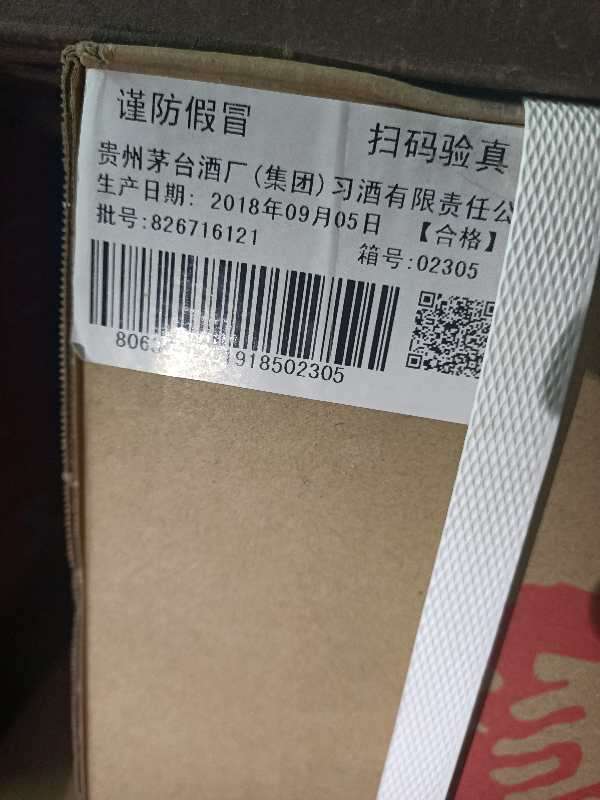 谨防假冒
扫码验真
贵州茅台酒厂(集团)习酒有限责任公
生产日期: 2018年09月05日 【合格】
批号:826716121 箱号:02305
918502305